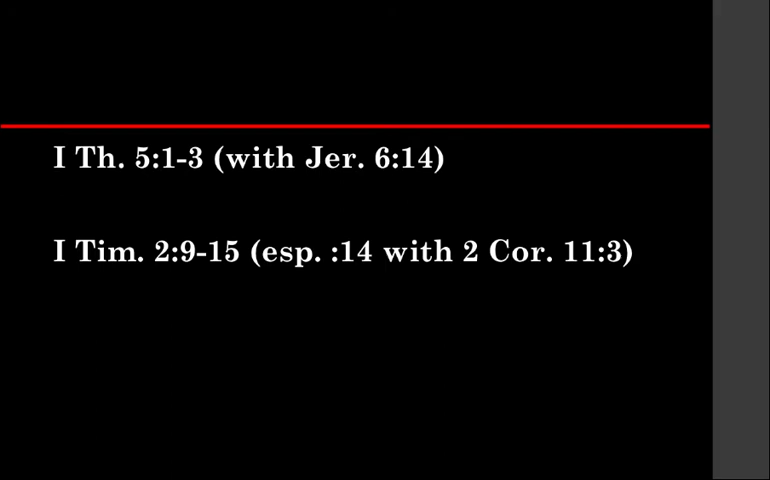 I Th. 5:1-3 (with Jer. 6:14)
I Tim. 2:9-15 (esp. :14 with 2 Cor. 11:3)